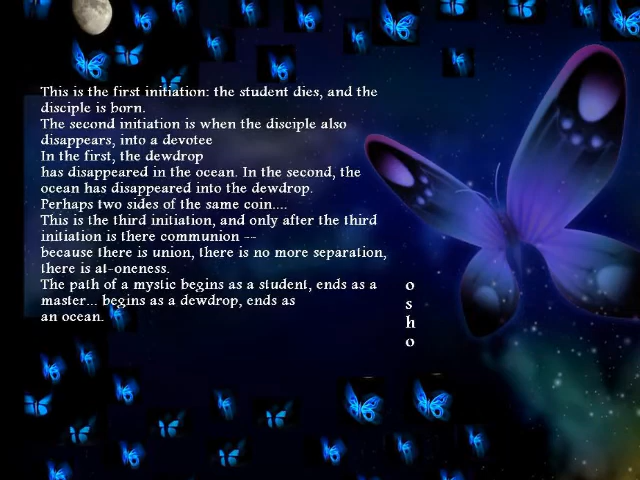 This is the first initiation: the student dies, and the
disciple is born.
The second initiation is when the disciple also
disappears, into a devotee
In the first, the dewdrop
has disappeared in the ocean. In the second, the
ocean has disappeared into the dewdrop.
Perhaps two sides of the same coin....
This is the third initiation, and only after the third
initiation is there communion --
because there is union, there is no more separation,
there is at-oneness.
The path of a mystic begins as a student, ends as a
master... begins as a dewdrop, ends as
an ocean.
o
s
h
o